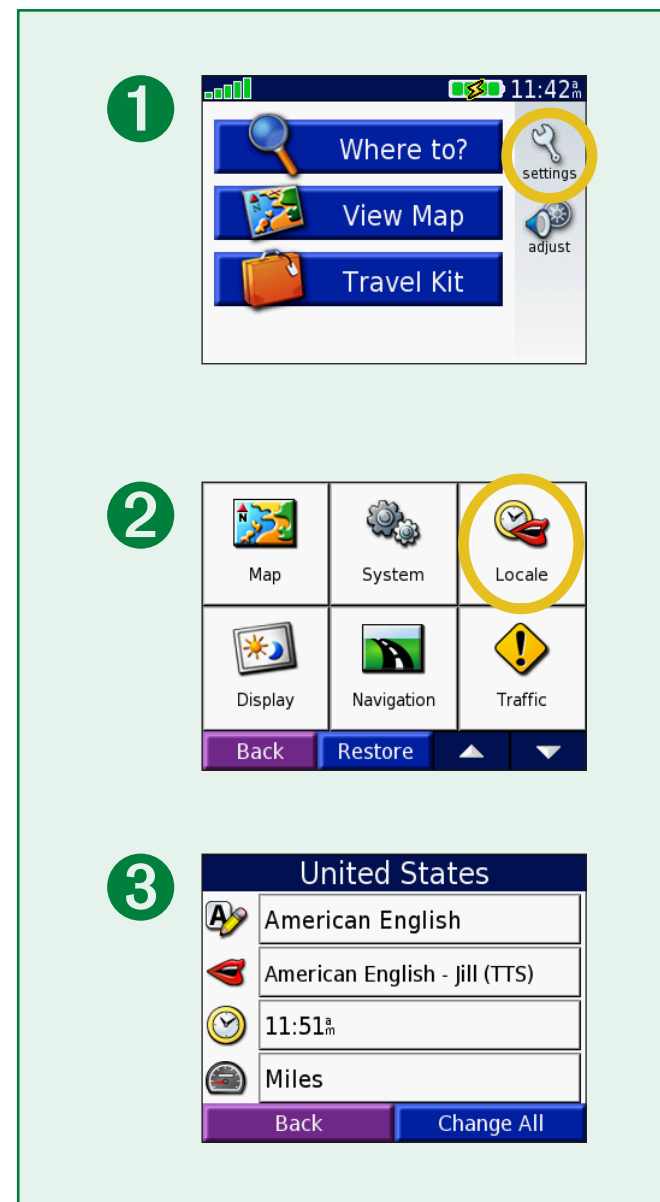 1
11:42am
Where to?
settings
View Map
adjust
Travel Kit
2
N
Map
System
Locale
Display
Navigation
Traffic
Back Restore
3
United States
A
American English
American English - Jill (TTS)
11:51am
Miles
Back Change All